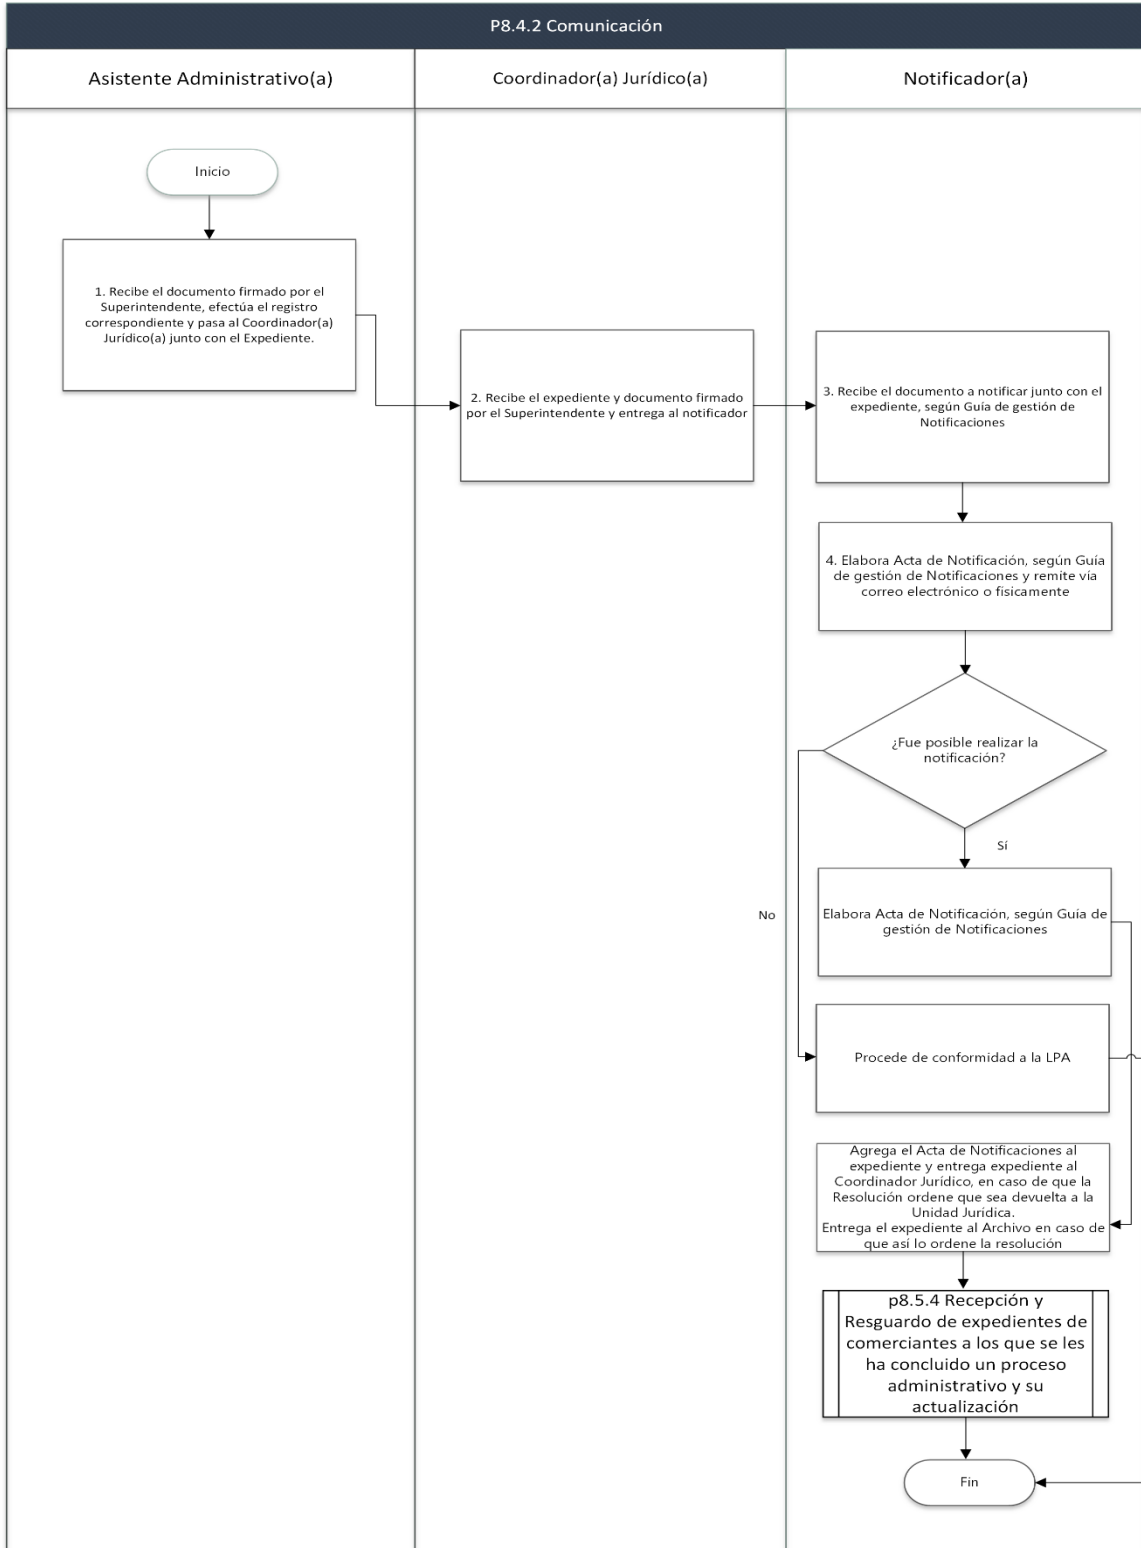 P8.4.2 Comunicación
Asistente Administrativo(a)
Coordinador(a) Jurídico(a)
Notificador(a)
Inicio
1. Recibe el documento firmado por el
Superintendente, efectúa el registro
correspondiente y pasa al Coordinador(a)
Jurídico(a) junto con el Expediente.
2. Recibe el expediente y documento firmado
por el Superintendente y entrega al notificador
3. Recibe el documento a notificar junto con el
expediente, según Guía de gestión de
Notificaciones
4. Elabora Acta de Notificación, según Guía
de gestión de Notificaciones y remite vía
correo electrónico o físicamente
¿Fue posible realizar la
notificación?
Sí
No
Elabora Acta de Notificación, según Guía de
gestión de Notificaciones
Procede de conformidad a la LPA
Agrega el Acta de Notificaciones al
expediente y entrega expediente al
Coordinador Jurídico, en caso de que la
Resolución ordene que sea devuelta a la
Unidad Jurídica.
Entrega el expediente al Archivo en caso de
que así lo ordene la resolución
p8.5.4 Recepción y
Resguardo de expedientes de
comerciantes a los que se les
ha concluido un proceso
administrativo y su
actualización
Fin